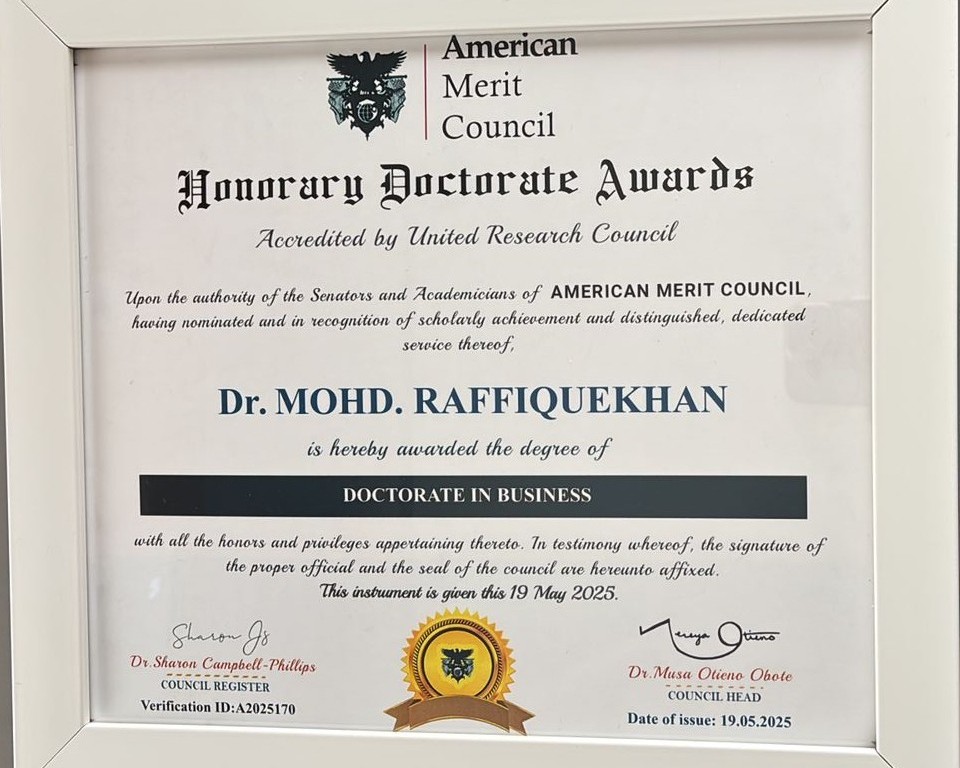 American
Merit
Council
Honorary Doctorate Awards
Accredited by United Research Council
Upon the authority of the Senators and Academicians of AMERICAN MERIT COUNCIL,
having nominated and in recognition of scholarly achievement and distinguished, dedicated
service thereof,
Dr. MOHD. RAFFIQUEKHAN
is hereby awarded the degree of
DOCTORATE IN BUSINESS
with all the honors and privileges appertaining thereto. In testimony whereof, the signature of
the proper official and the seal of the council are hereunto affixed.
This instrument is given this 19 May 2025.
Sharon Js
Dr.Sharon Campbell-Phillips
COUNCIL REGISTER
Verification ID:A2025170
Otieno
Dr.Musa Otieno Obote
COUNCIL HEAD
Date of issue: 19.05.2025